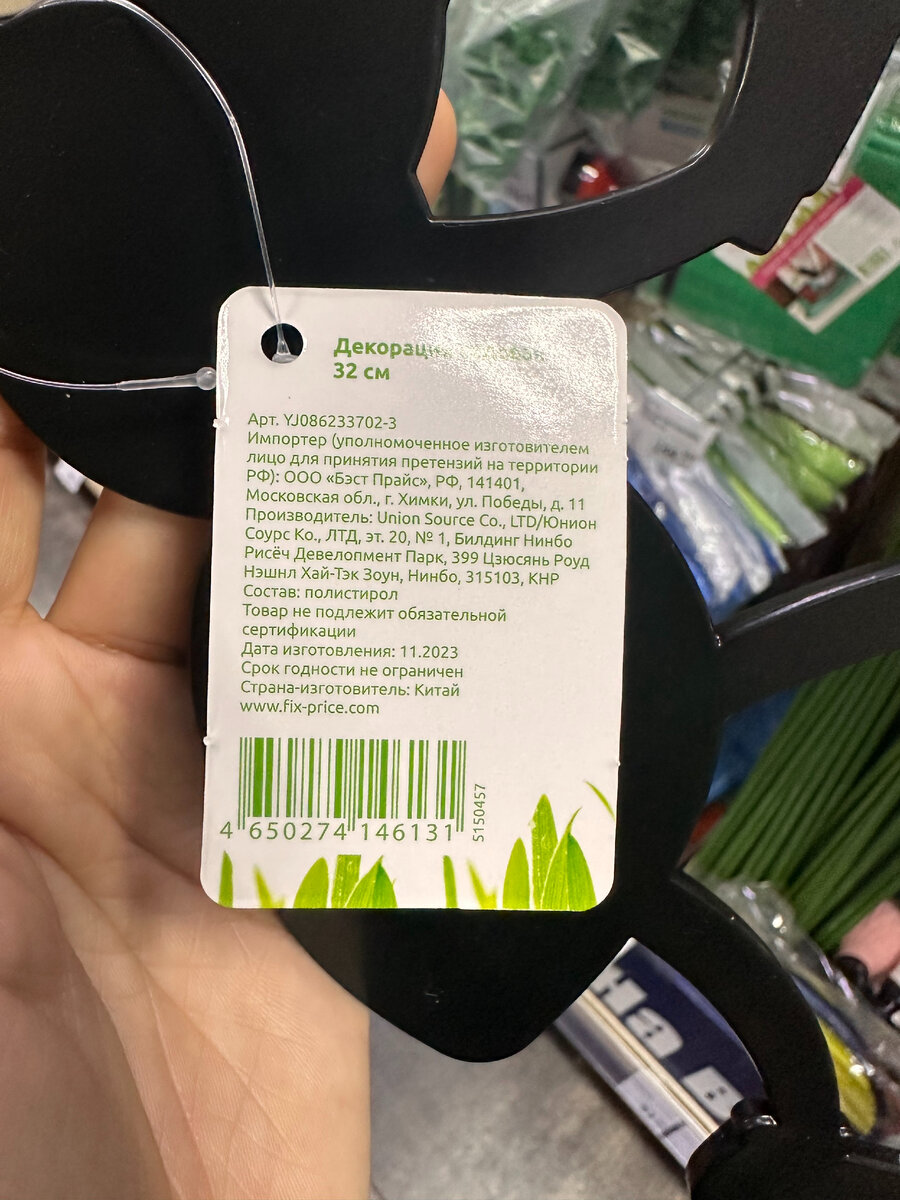 Декорация садовая
32 см
Арт. YJ086233702-3
Импортер (уполномоченное изготовителем
лицо для принятия претензий на территории
РФ): ООО «Бэст Прайс», РФ, 141401,
Московская обл., г. Химки, ул. Победы, д. 11
Производитель: Union Source Co., LTD/Юнион
Соурс Ко., ЛТД, эт. 20, № 1, Билдинг Нинбо
Рисёч Девелопмент Парк, 399 Цзюсянь Роуд
Нэшнл Хай-Тэк Зоун, Нинбо, 315103, КНР
Состав: полистирол
Товар не подлежит обязательной
сертификации
Дата изготовления: 11.2023
Срок годности не ограничен
Страна-изготовитель: Китай
www.fix-price.com
4 650274 146131
5150457
на